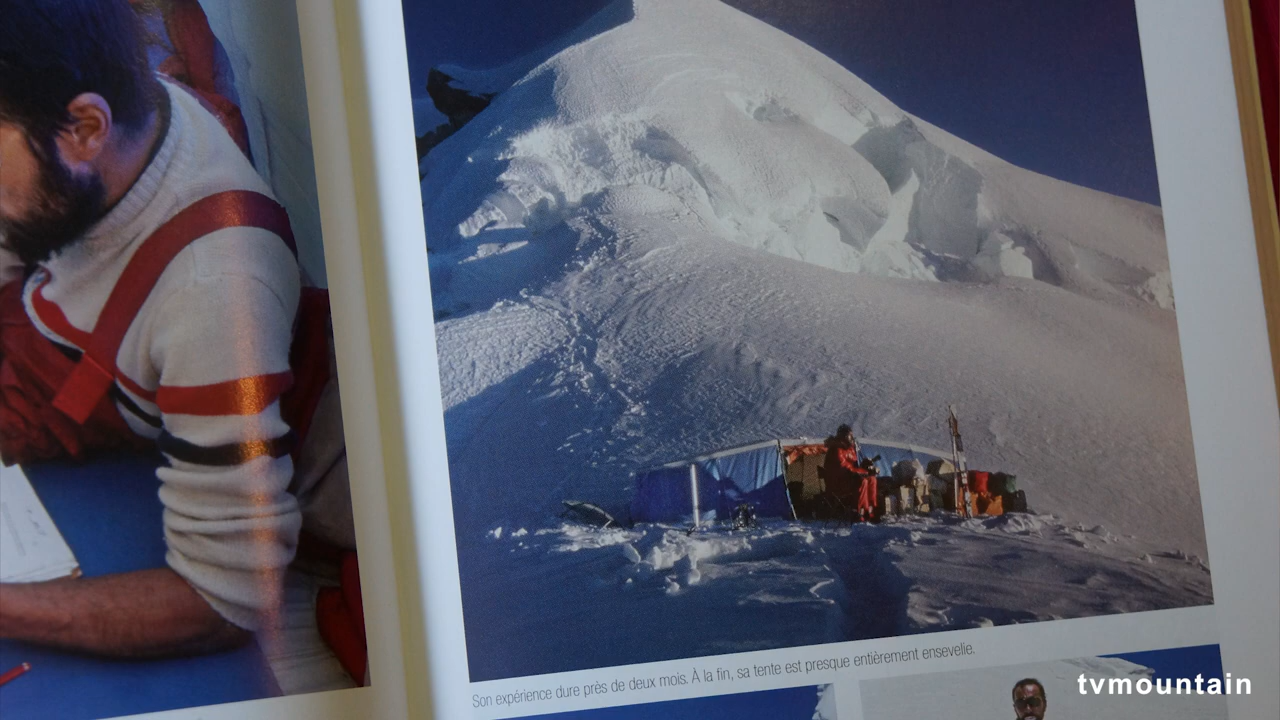 Son expérience dure près de deux mois. À la fin, sa tente est presque entièrement ensevelie.
tvmountain